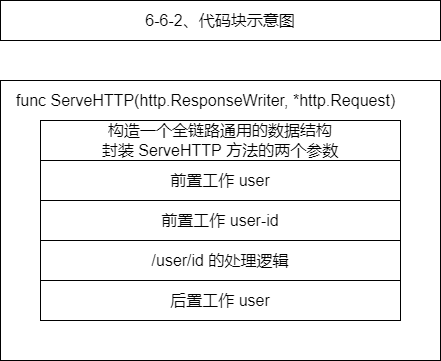 6-6-2、代码块示意图
func ServeHTTP(http.ResponseWriter, *http.Request)
构造一个全链路通用的数据结构
封装 ServeHTTP 方法的两个参数
前置工作 user
前置工作 user-id
/user/id 的处理逻辑
后置工作 user